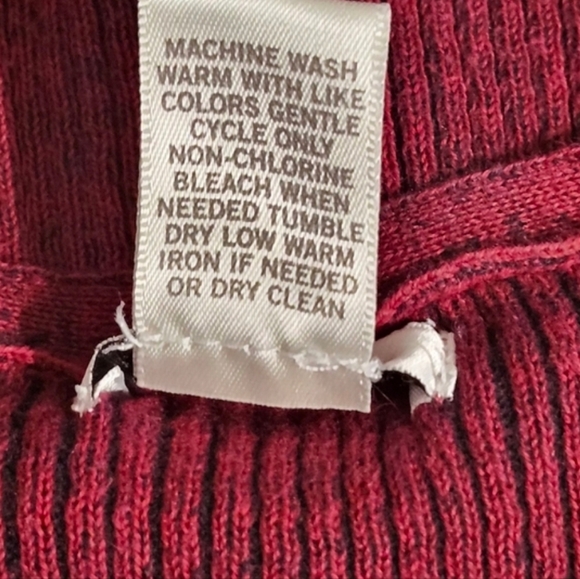 MACHINE WASH
WARM WITH LIKE
COLORS GENTLE
CYCLE ONLY
NON-CHLORINE
BLEACH WHEN
NEEDED TUMBLE
DRY LOW WARM
IRON IF NEEDED
OR DRY CLEAN